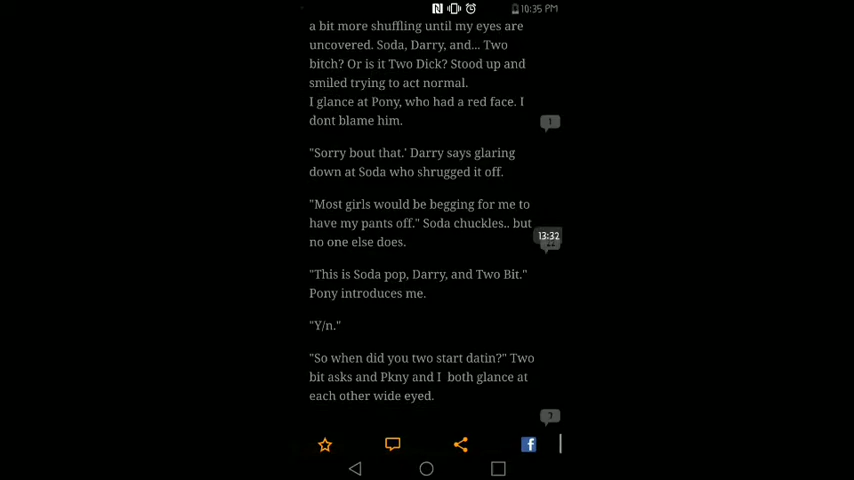 10:35 PM
a bit more shuffling until my eyes are
uncovered. Soda, Darry, and... Two
bitch? Or is it Two Dick? Stood up and
smiled trying to act normal.
I glance at Pony, who had a red face. I
dont blame him.
1
"Sorry bout that.' Darry says glaring
down at Soda who shrugged it off.
"Most girls would be begging for me to
have my pants off." Soda chuckles.. but
13:32
no one else does.
"This is Soda pop, Darry, and Two Bit."
Pony introduces me.
"Y/n."
"So when did you two start datin?" Two
bit asks and Pkny and I both glance at
each other wide eyed.